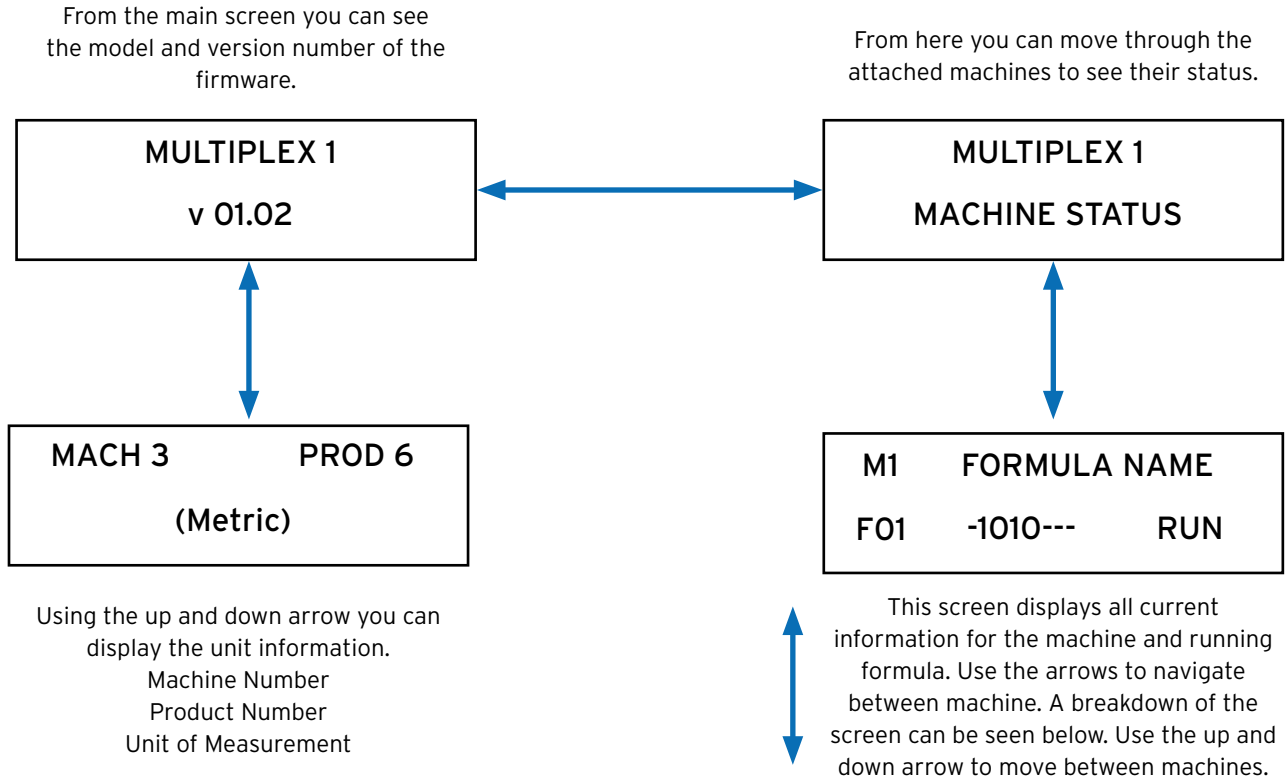 From the main screen you can see
the model and version number of the
firmware.
MULTIPLEX 1
v 01.02
MACH 3 PROD 6
(Metric)
Using the up and down arrow you can
display the unit information.
Machine Number
Product Number
Unit of Measurement
From here you can move through the
attached machines to see their status.
MULTIPLEX 1
MACHINE STATUS
M1 FORMULA NAME
F01 -1010--- RUN
This screen displays all current
information for the machine and running
formula. Use the arrows to navigate
between machine. A breakdown of the
screen can be seen below. Use the up and
down arrow to move between machines.